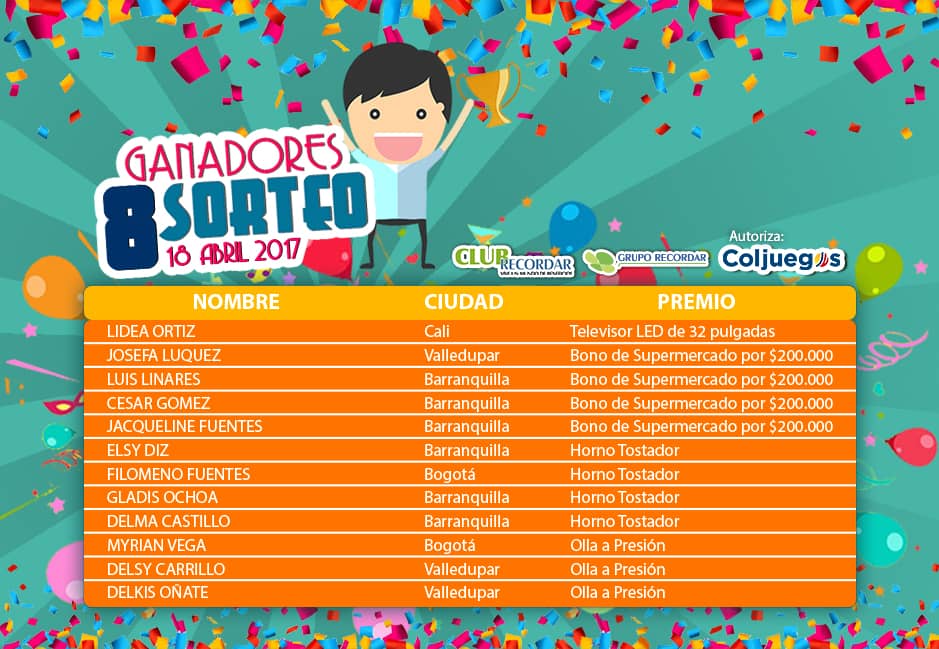 GANADORES
8 SORTEO
18 ABRIL 2017
Autoriza:
CLUB RECORDAR
GRUPO RECORDAR
Coljuegos
NOMBRE CIUDAD PREMIO
LIDEA ORTIZ Cali Televisor LED de 32 pulgadas
JOSEFA LUQUEZ Valledupar Bono de Supermercado por $200.000
LUIS LINARES Barranquilla Bono de Supermercado por $200.000
CESAR GOMEZ Barranquilla Bono de Supermercado por $200.000
JACQUELINE FUENTES Barranquilla Bono de Supermercado por $200.000
ELSY DIZ Barranquilla Horno Tostador
FILOMENO FUENTES Bogotá Horno Tostador
GLADIS OCHOA Barranquilla Horno Tostador
DELMA CASTILLO Barranquilla Horno Tostador
MYRIAN VEGA Bogotá Olla a Presión
DELSY CARRILLO Valledupar Olla a Presión
DELKIS OÑATE Valledupar Olla a Presión